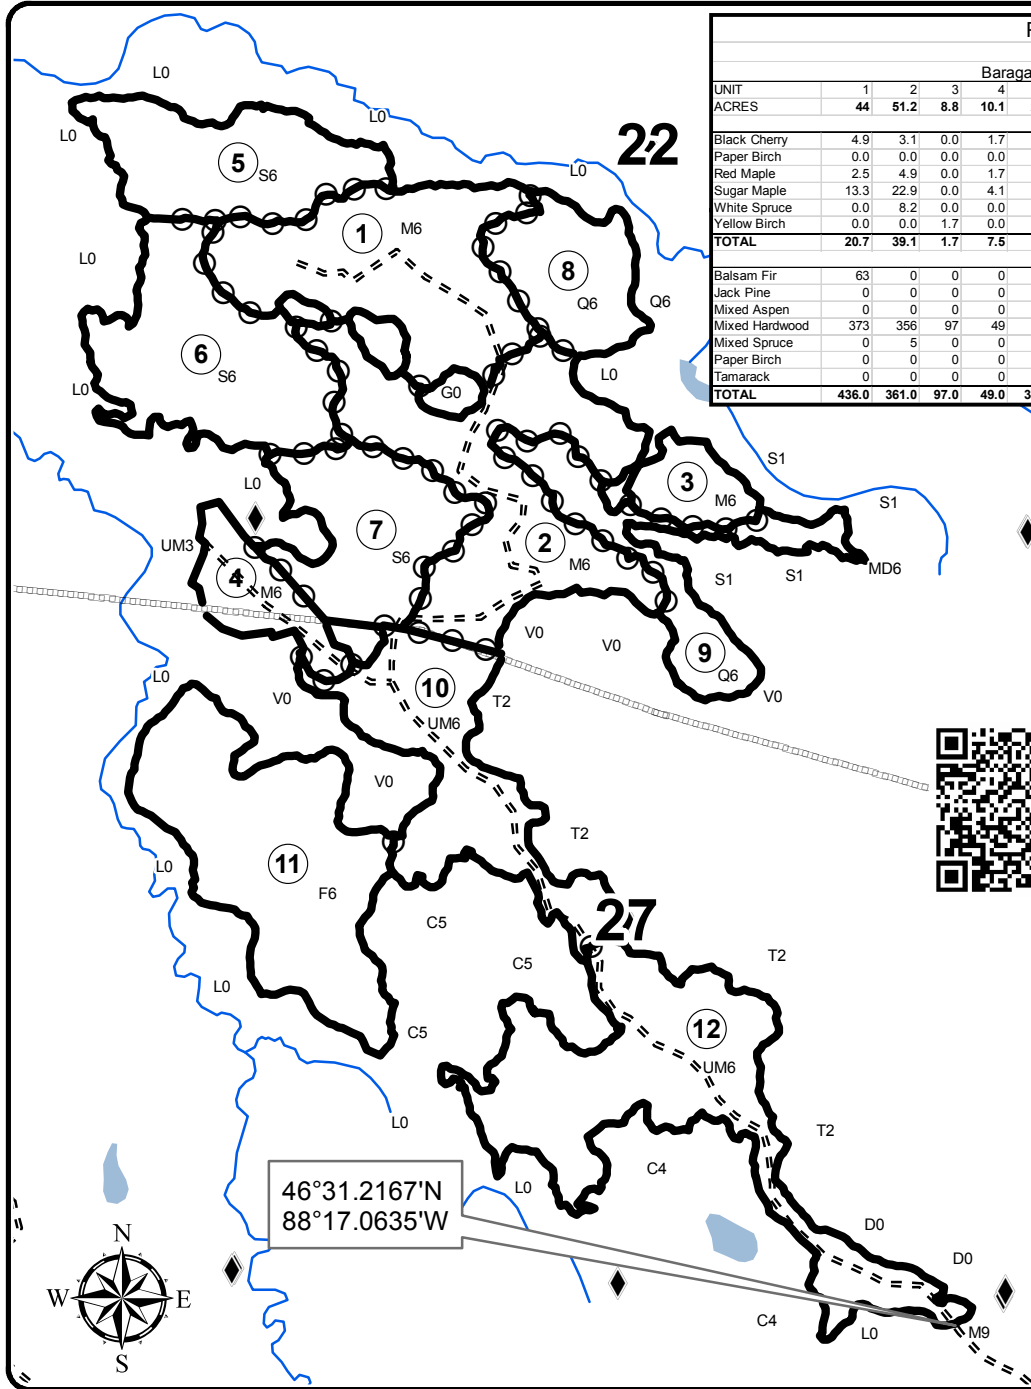 F
Baraga
UNIT 1 2 3 4
ACRES 44 51.2 8.8 10.1
Black Cherry 4.9 3.1 0.0 1.7
Paper Birch 0.0 0.0 0.0 0.0
Red Maple 2.5 4.9 0.0 1.7
Sugar Maple 13.3 22.9 0.0 4.1
White Spruce 0.0 8.2 0.0 0.0
Yellow Birch 0.0 0.0 1.7 0.0
TOTAL 20.7 39.1 1.7 7.5
Balsam Fir 63 0 0 0
Jack Pine 0 0 0 0
Mixed Aspen 0 0 0 0
Mixed Hardwood 373 356 97 49
Mixed Spruce 0 5 0 0
Paper Birch 0 0 0 0
Tamarack 0 0 0 0
TOTAL 436.0 361.0 97.0 49.0 3
L0
L0
L0
22
5
S6
L0
1
M6
L0
8
Q6
Q6
6
S6
L0
L0
G0
S1
3
M6
S1
L0
7
S6
2
M6
UM3
4
M6
S1
S1
MD6
V0
V0
9
Q6
V0
L0
V0
10
UM6
T2
V0
T2
11
F6
L0
C5
27
C5
T2
L0
C5
12
UM6
L0
T2
C4
L0
46°31.2167'N
88°17.0635'W
D0
D0
C4
L0
M9
N
W E
S